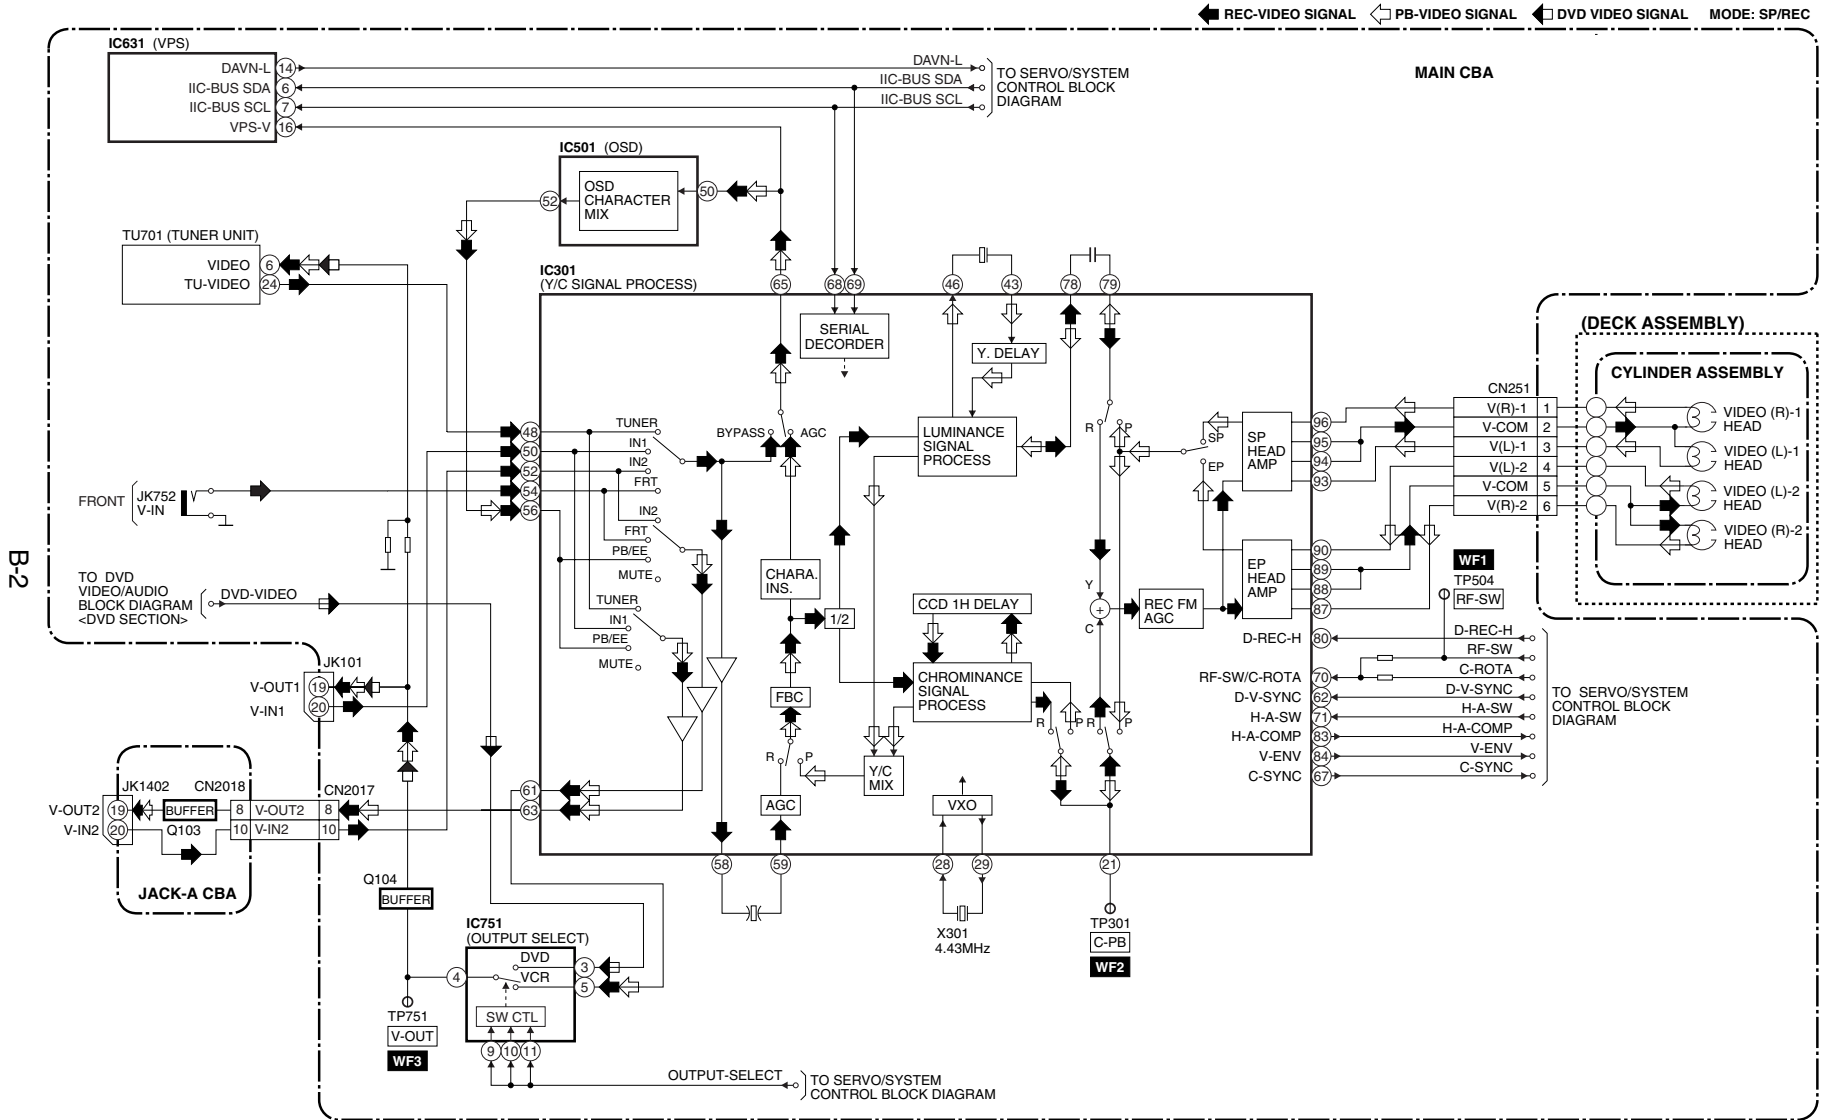 REC-VIDEO SIGNAL PB-VIDEO SIGNAL DVD VIDEO SIGNAL MODE: SP/REC
IC631 (VPS)
DAVN-L 14
IIC-BUS SDA 6
IIC-BUS SCL 7
VPS-V 16
DAVN-L
IIC-BUS SDA
IIC-BUS SCL
TO SERVO/SYSTEM
CONTROL BLOCK
DIAGRAM
MAIN CBA
IC501 (OSD)
OSD
CHARACTER
MIX
52
50
TU701 (TUNER UNIT)
VIDEO 6
TU-VIDEO 24
IC301
(Y/C SIGNAL PROCESS)
65
68 69
46
43
78
79
SERIAL
DECORDER
Y. DELAY
(DECK ASSEMBLY)
CYLINDER ASSEMBLY
CN251
V(R)-1 1
V-COM 2
V(L)-1 3
V(L)-2 4
V-COM 5
V(R)-2 6
VIDEO (R)-1
HEAD
VIDEO (L)-1
HEAD
VIDEO (L)-2
HEAD
VIDEO (R)-2
HEAD
48
50
52
54
56
TUNER
IN1
IN2
FRT
IN2
FRT
PB/EE
MUTE
TUNER
IN1
PB/EE
MUTE
BYPASS
AGC
LUMINANCE
SIGNAL
PROCESS
R
P
SP
EP
SP
HEAD
AMP
96
95
94
93
EP
HEAD
AMP
90
89
88
87
FRONT
JK752
V-IN
B-2
TO DVD
VIDEO/AUDIO
BLOCK DIAGRAM
<DVD SECTION>
DVD-VIDEO
CHARA.
INS.
1/2
CCD 1H DELAY
CHROMINANCE
SIGNAL
PROCESS
FBC
Y
+
C
REC FM
AGC
WF1
TP504
RF-SW
D-REC-H 80
RF-SW/C-ROTA 70
D-V-SYNC 62
H-A-SW 71
H-A-COMP 83
V-ENV 84
C-SYNC 67
D-REC-H
RF-SW
C-ROTA
D-V-SYNC
H-A-SW
H-A-COMP
V-ENV
C-SYNC
TO SERVO/SYSTEM
CONTROL BLOCK
DIAGRAM
JK101
V-OUT1 19
V-IN1 20
R P
R P
R P
Y/C
MIX
AGC
VXO
61
63
58
59
28
29
21
JK1402
CN2018
CN2017
V-OUT2 19
BUFFER
8 V-OUT2 8
V-IN2 20
Q103
10 V-IN2 10
JACK-A CBA
Q104
BUFFER
X301
4.43MHz
TP301
C-PB
WF2
IC751
(OUTPUT SELECT)
DVD
VCR
3
4
5
SW CTL
9 10 11
TP751
V-OUT
WF3
OUTPUT-SELECT
TO SERVO/SYSTEM
CONTROL BLOCK DIAGRAM